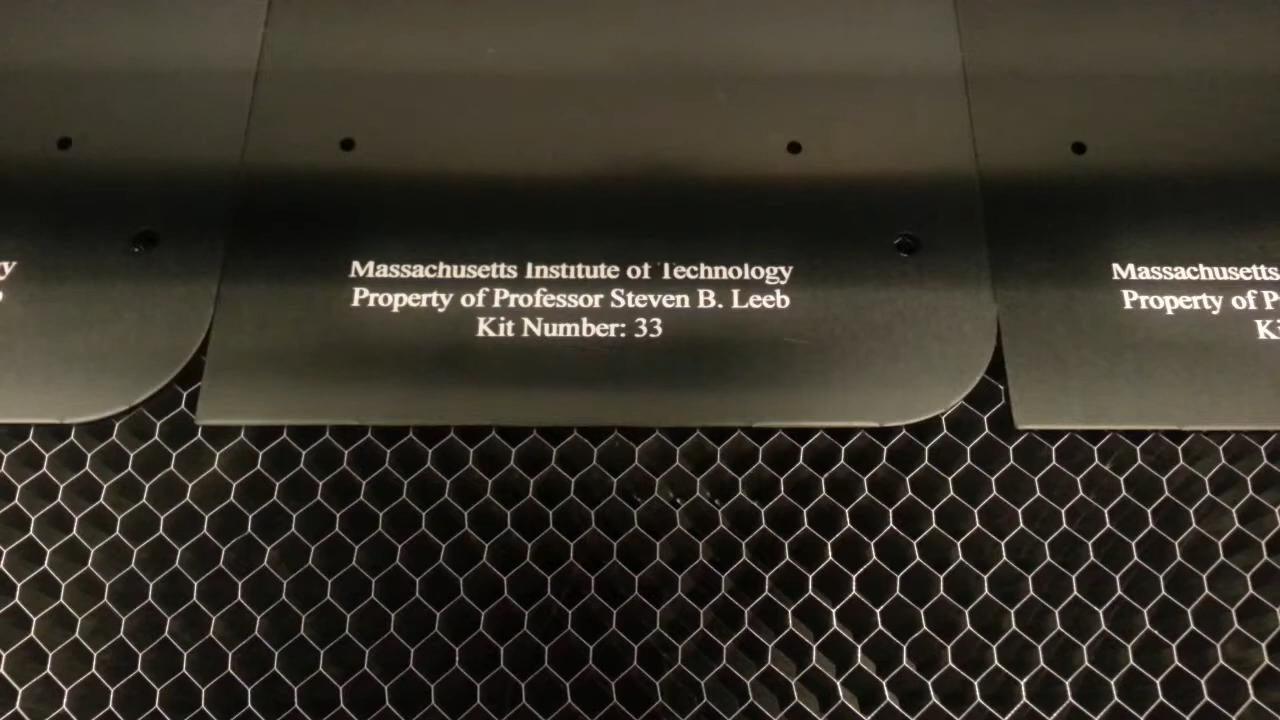 Massachusetts Institute of Technology
Property of Professor Steven B. Leeb
Kit Number: 33
Massachusetts
Property of